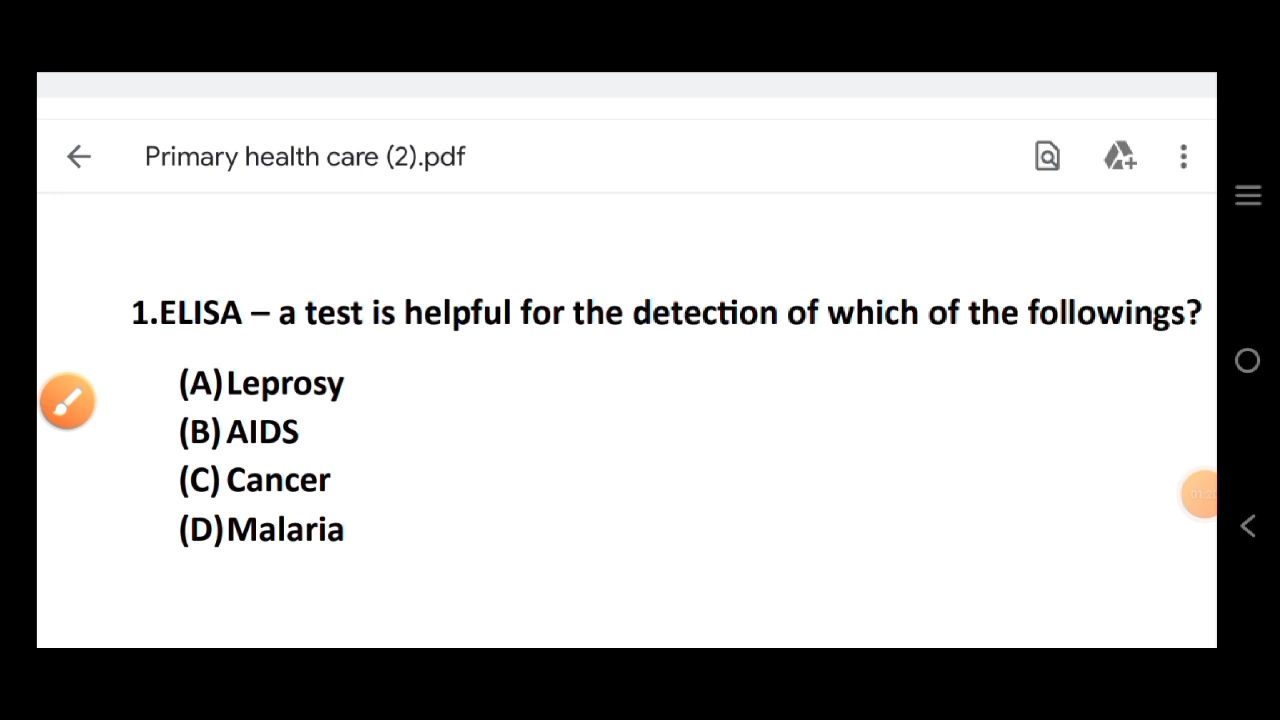 Primary health care (2).pdf
1.ELISA – a test is helpful for the detection of which of the followings?
(A) Leprosy
(B) AIDS
(C) Cancer
(D) Malaria